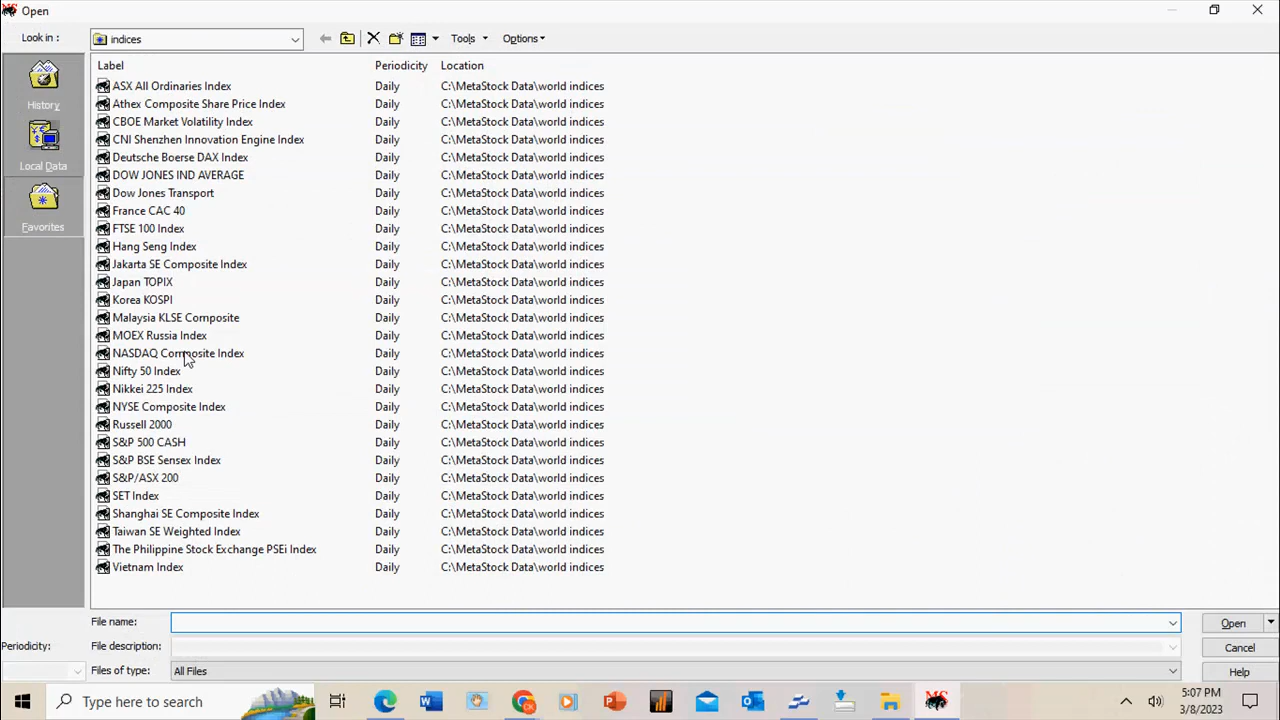 Open
Look in :
indices
Tools
Options
Label Periodicity Location
ASX All Ordinaries Index Daily C:\MetaStock Data\world indices
Athex Composite Share Price Index Daily C:\MetaStock Data\world indices
CBOE Market Volatility Index Daily C:\MetaStock Data\world indices
CNI Shenzhen Innovation Engine Index Daily C:\MetaStock Data\world indices
Deutsche Boerse DAX Index Daily C:\MetaStock Data\world indices
DOW JONES IND AVERAGE Daily C:\MetaStock Data\world indices
Dow Jones Transport Daily C:\MetaStock Data\world indices
France CAC 40 Daily C:\MetaStock Data\world indices
FTSE 100 Index Daily C:\MetaStock Data\world indices
Hang Seng Index Daily C:\MetaStock Data\world indices
Jakarta SE Composite Index Daily C:\MetaStock Data\world indices
Japan TOPIX Daily C:\MetaStock Data\world indices
Korea KOSPI Daily C:\MetaStock Data\world indices
Malaysia KLSE Composite Daily C:\MetaStock Data\world indices
MOEX Russia Index Daily C:\MetaStock Data\world indices
NASDAQ Composite Index Daily C:\MetaStock Data\world indices
Nifty 50 Index Daily C:\MetaStock Data\world indices
Nikkei 225 Index Daily C:\MetaStock Data\world indices
NYSE Composite Index Daily C:\MetaStock Data\world indices
Russell 2000 Daily C:\MetaStock Data\world indices
S&P 500 CASH Daily C:\MetaStock Data\world indices
S&P BSE Sensex Index Daily C:\MetaStock Data\world indices
S&P/ASX 200 Daily C:\MetaStock Data\world indices
SET Index Daily C:\MetaStock Data\world indices
Shanghai SE Composite Index Daily C:\MetaStock Data\world indices
Taiwan SE Weighted Index Daily C:\MetaStock Data\world indices
The Philippine Stock Exchange PSEi Index Daily C:\MetaStock Data\world indices
Vietnam Index Daily C:\MetaStock Data\world indices
History
Local Data
Favorites
File name:
Open
Periodicity:
File description:
Cancel
Files of type:
All Files
Help
Type here to search
5:07 PM
3/8/2023